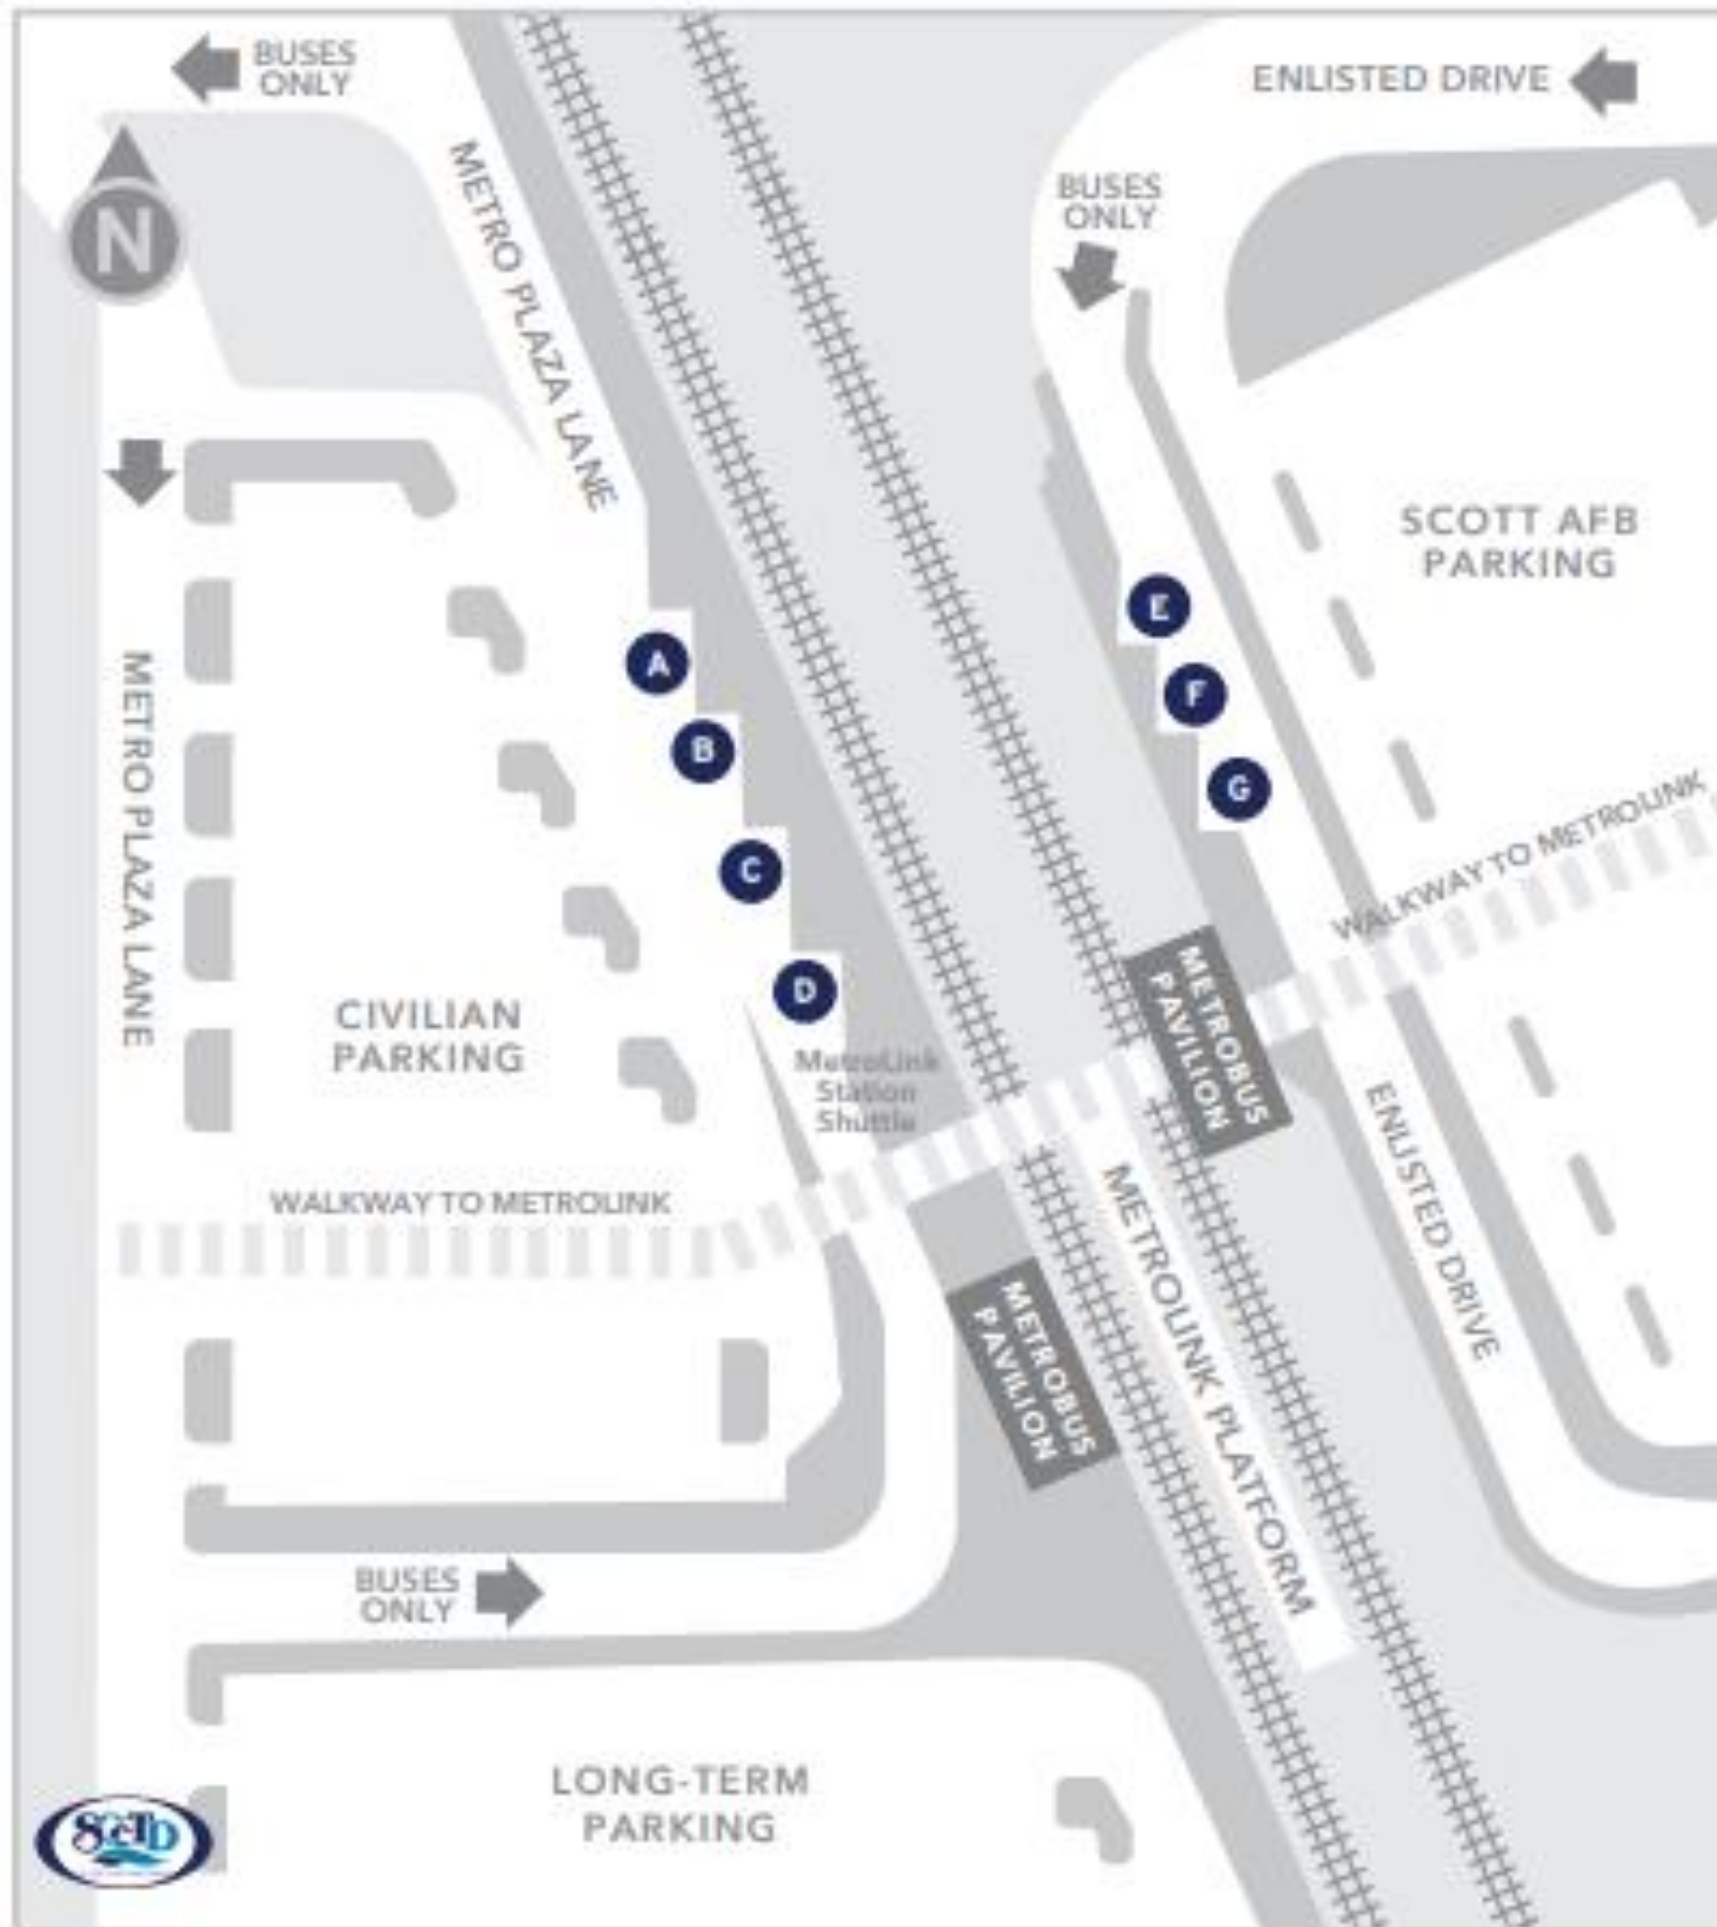 BUSES
ONLY
ENLISTED DRIVE
N
METRO PLAZA LANE
BUSES
ONLY
SCOTT AFB
PARKING
E
A
F
B
G
METRO PLAZA LANE
C
WALKWAY TO METROLINK
D
CIVILIAN
PARKING
METROBUS
PAVILION
MetroLink
Station
Shuttle
ENLISTED DRIVE
WALKWAY TO METROLINK
METROLINK PLATFORM
METROBUS
PAVILION
BUSES
ONLY
LONG-TERM
PARKING
SCCTD